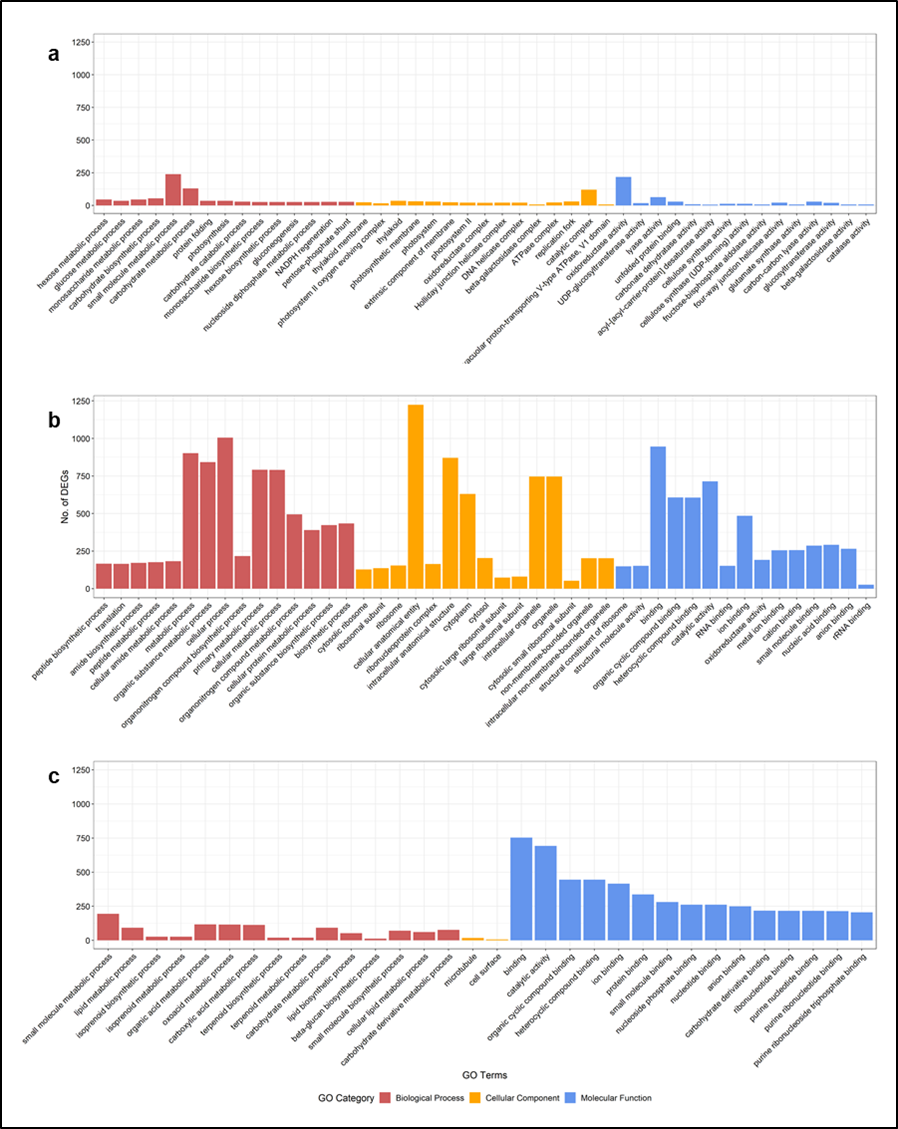 a
1250
1000
750
500
250
0
hexose metabolic process
glucose metabolic process
monosaccharide metabolic process
carbohydrate biosynthetic process
small molecule metabolic process
carbohydrate metabolic process
protein folding
photosynthesis
carbohydrate catabolic process
monosaccharide biosynthetic process
hexose biosynthetic process
gluconeogenesis
nucleoside diphosphate metabolic process
NADPH regeneration
pentose-phosphate shunt
thylakoid membrane
photosystem II oxygen evolving complex
thylakoid
photosynthetic membrane
photosystem
extrinsic component of membrane
photosystem II
oxidoreductase complex
Holliday junction helicase complex
DNA helicase complex
beta-galactosidase complex
ATPase complex
replication fork
catalytic complex
vacuolar proton-transporting V-type ATPase, V1 domain
oxidoreductase activity
UDP-glucosyltransferase activity
lyase activity
unfolded protein binding
carbonate dehydratase activity
acyl-[acyl-carrier-protein] desaturase activity
cellulose synthase activity
cellulose synthase (UDP-forming) activity
fructose-bisphosphate aldolase activity
four-way junction helicase activity
glutamate synthase activity
carbon-carbon lyase activity
glucosyltransferase activity
beta-galactosidase activity
catalase activity
b
No. of DEGs
1250
1000
750
500
250
0
peptide biosynthetic process
translation
amide biosynthetic process
peptide metabolic process
cellular amide metabolic process
metabolic process
organic substance metabolic process
cellular process
organonitrogen compound biosynthetic process
primary metabolic process
cellular metabolic process
organonitrogen compound metabolic process
cellular protein metabolic process
organic substance biosynthetic process
biosynthetic process
cytosolic ribosome
ribosomal subunit
ribosome
cellular anatomical entity
ribonucleoprotein complex
intracellular anatomical structure
cytoplasm
cytosol
cytosolic large ribosomal subunit
large ribosomal subunit
intracellular organelle
organelle
cytosolic small ribosomal subunit
non-membrane-bounded organelle
intracellular non-membrane-bounded organelle
structural constituent of ribosome
structural molecule activity
binding
organic cyclic compound binding
heterocyclic compound binding
catalytic activity
RNA binding
ion binding
oxidoreductase activity
metal ion binding
cation binding
small molecule binding
nucleic acid binding
anion binding
rRNA binding
c
1250
1000
750
500
250
0
small molecule metabolic process
lipid metabolic process
isoprenoid biosynthetic process
isoprenoid metabolic process
organic acid metabolic process
oxoacid metabolic process
carboxylic acid metabolic process
terpenoid biosynthetic process
terpenoid metabolic process
carbohydrate metabolic process
lipid biosynthetic process
beta-glucan biosynthetic process
small molecule biosynthetic process
cellular lipid metabolic process
carbohydrate derivative metabolic process
microtubule
cell surface
binding
catalytic activity
organic cyclic compound binding
heterocyclic compound binding
ion binding
protein binding
small molecule binding
nucleoside phosphate binding
nucleotide binding
anion binding
carbohydrate derivative binding
ribonucleotide binding
purine nucleotide binding
purine ribonucleotide binding
purine ribonucleoside triphosphate binding
GO Terms
GO Category Biological Process Cellular Component Molecular Function